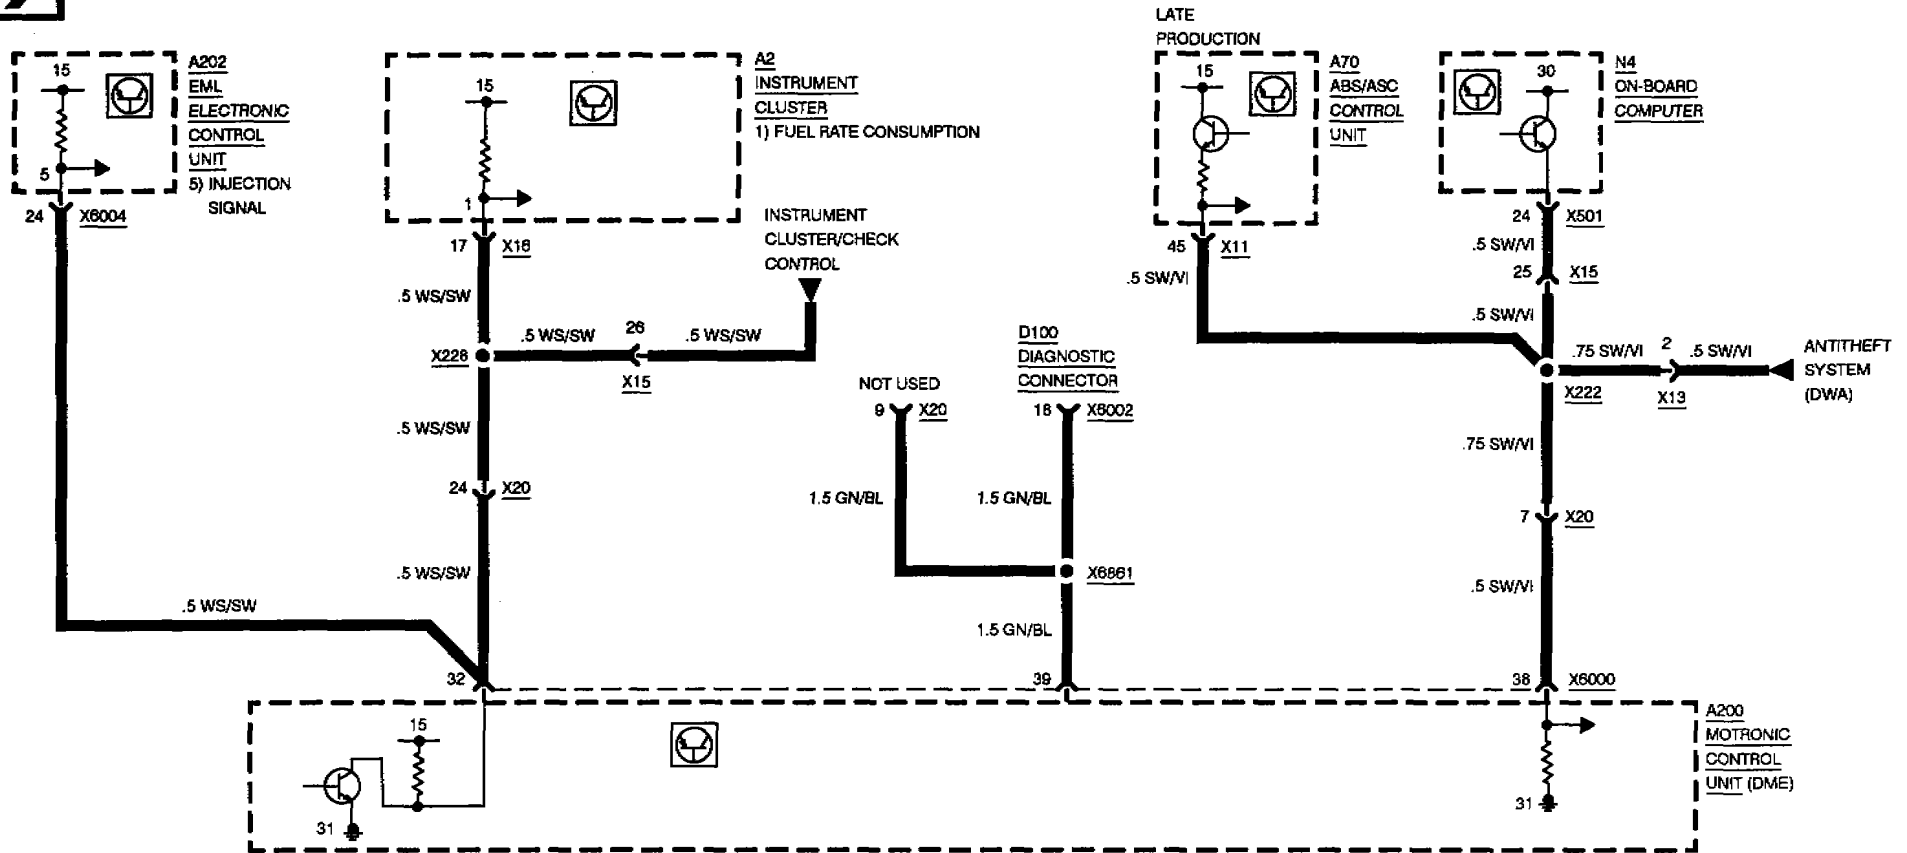 15
A202
EML
ELECTRONIC
CONTROL
UNIT
5) INJECTION
SIGNAL
5
24 X6004
15
A2
INSTRUMENT
CLUSTER
1) FUEL RATE CONSUMPTION
1
17 X16
INSTRUMENT
CLUSTER/CHECK
CONTROL
LATE
PRODUCTION
15
A70
ABS/ASC
CONTROL
UNIT
45 X11
.5 SW/VI
30
N4
ON-BOARD
COMPUTER
24 X501
.5 SW/VI
25 X15
.5 SW/VI
.5 WS/SW
X228
.5 WS/SW
26
.5 WS/SW
X15
.5 WS/SW
24 X20
.5 WS/SW
.5 WS/SW
NOT USED
9 X20
1.5 GN/BL
D100
DIAGNOSTIC
CONNECTOR
16 X6002
1.5 GN/BL
X6861
1.5 GN/BL
.75 SW/VI
2
.5 SW/VI
X222
X13
ANTITHEFT
SYSTEM
(DWA)
.75 SW/VI
7 X20
.5 SW/VI
32
39
38 X6000
15
31
31
A200
MOTRONIC
CONTROL
UNIT (DME)